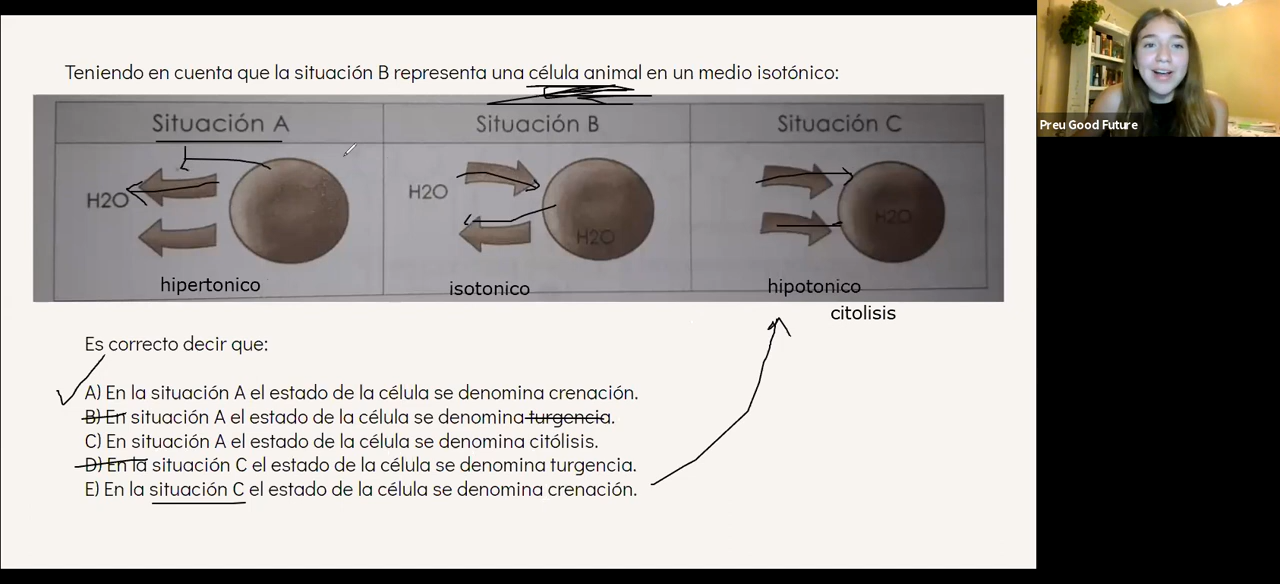 Teniendo en cuenta que la situación B representa una célula animal en un medio isotónico:
Situación A
Situación B
Situación C
H2O
H2O
H2O
H2O
hipertonico
isotonico
hipotonico
citolisis
Es correcto decir que:
A) En la situación A el estado de la célula se denomina crenación.
B) En situación A el estado de la célula se denomina turgencia.
C) En situación A el estado de la célula se denomina citólisis.
D) En la situación C el estado de la célula se denomina turgencia.
E) En la situación C el estado de la célula se denomina crenación.
Preu Good Future